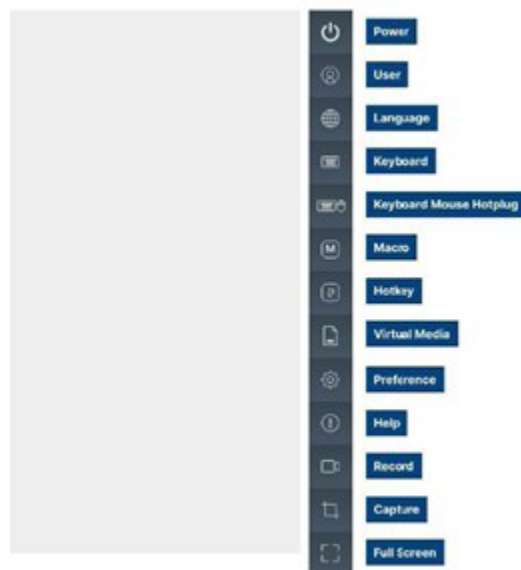 Power
User
Language
Keyboard
Keyboard Mouse Hotplug
M
Macro
Hotkey
Virtual Media
Preference
Help
Record
Capture
Full Screen